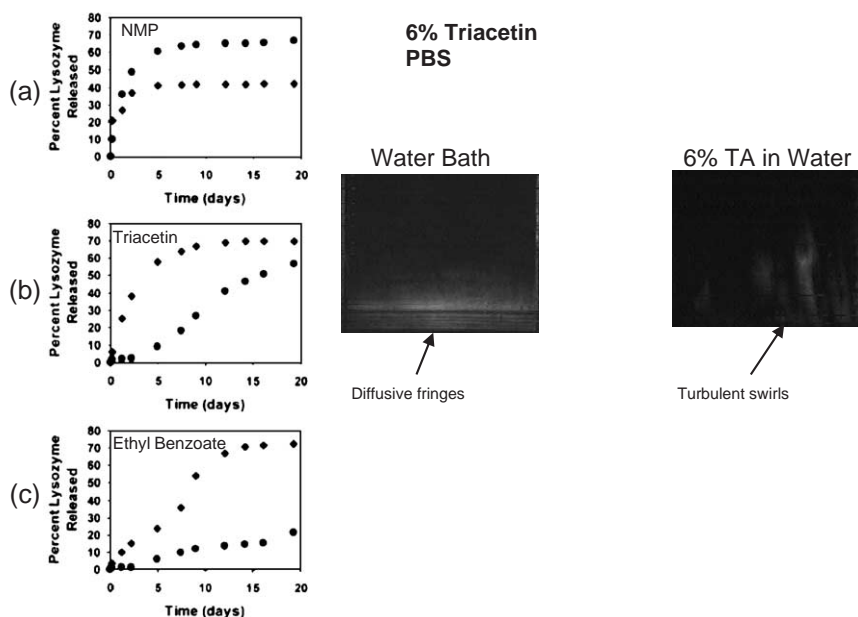 (a)
NMP
Percent Lysozyme
Released
80
70
60
50
40
30
20
10
0
0 5 10 15 20
Time (days)
(b)
Triacetin
Percent Lysozyme
Released
80
70
60
50
40
30
20
10
0
0 5 10 15 20
Time (days)
(c)
Ethyl Benzoate
Percent Lysozyme
Released
80
70
60
50
40
30
20
10
0
0 5 10 15 20
Time (days)
6% Triacetin
PBS
Water Bath
Diffusive fringes
6% TA in Water
Turbulent swirls